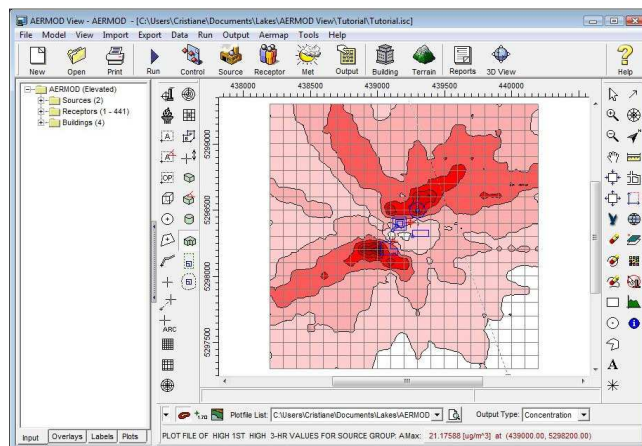 AERMOD View - AERMOD - [C:\Users\Cristiane\Documents\Lakes\AERMOD View\Tutorial\Tutorial.isc]
File Model View Import Export Data Run Output Aermap Tools Help
New Open Print Run Control Source Receptor Met Output Building Terrain Reports 3D View Help
AERMOD (Elevated)
Sources (2)
Receptors (1 - 441)
Buildings (4)
438000 438500 439000 439500 440000
5299000
5298500
5298000
5297500
A
A
OP
ARC
A
Plotfile List: C:\Users\Cristiane\Documents\Lakes\AERMOD Output Type: Concentration
Input Overlays Labels Plots
PLOT FILE OF HIGH 1ST HIGH 3-HR VALUES FOR SOURCE GROUP: A Max: 21.17588 [ug/m^3] at (439000.00, 5298200.00)